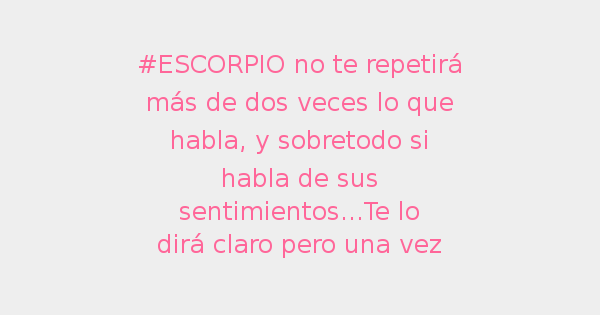 #ESCORPIO no te repetirá
más de dos veces lo que
habla, y sobretodo si
habla de sus
sentimientos...Te lo
dirá claro pero una vez